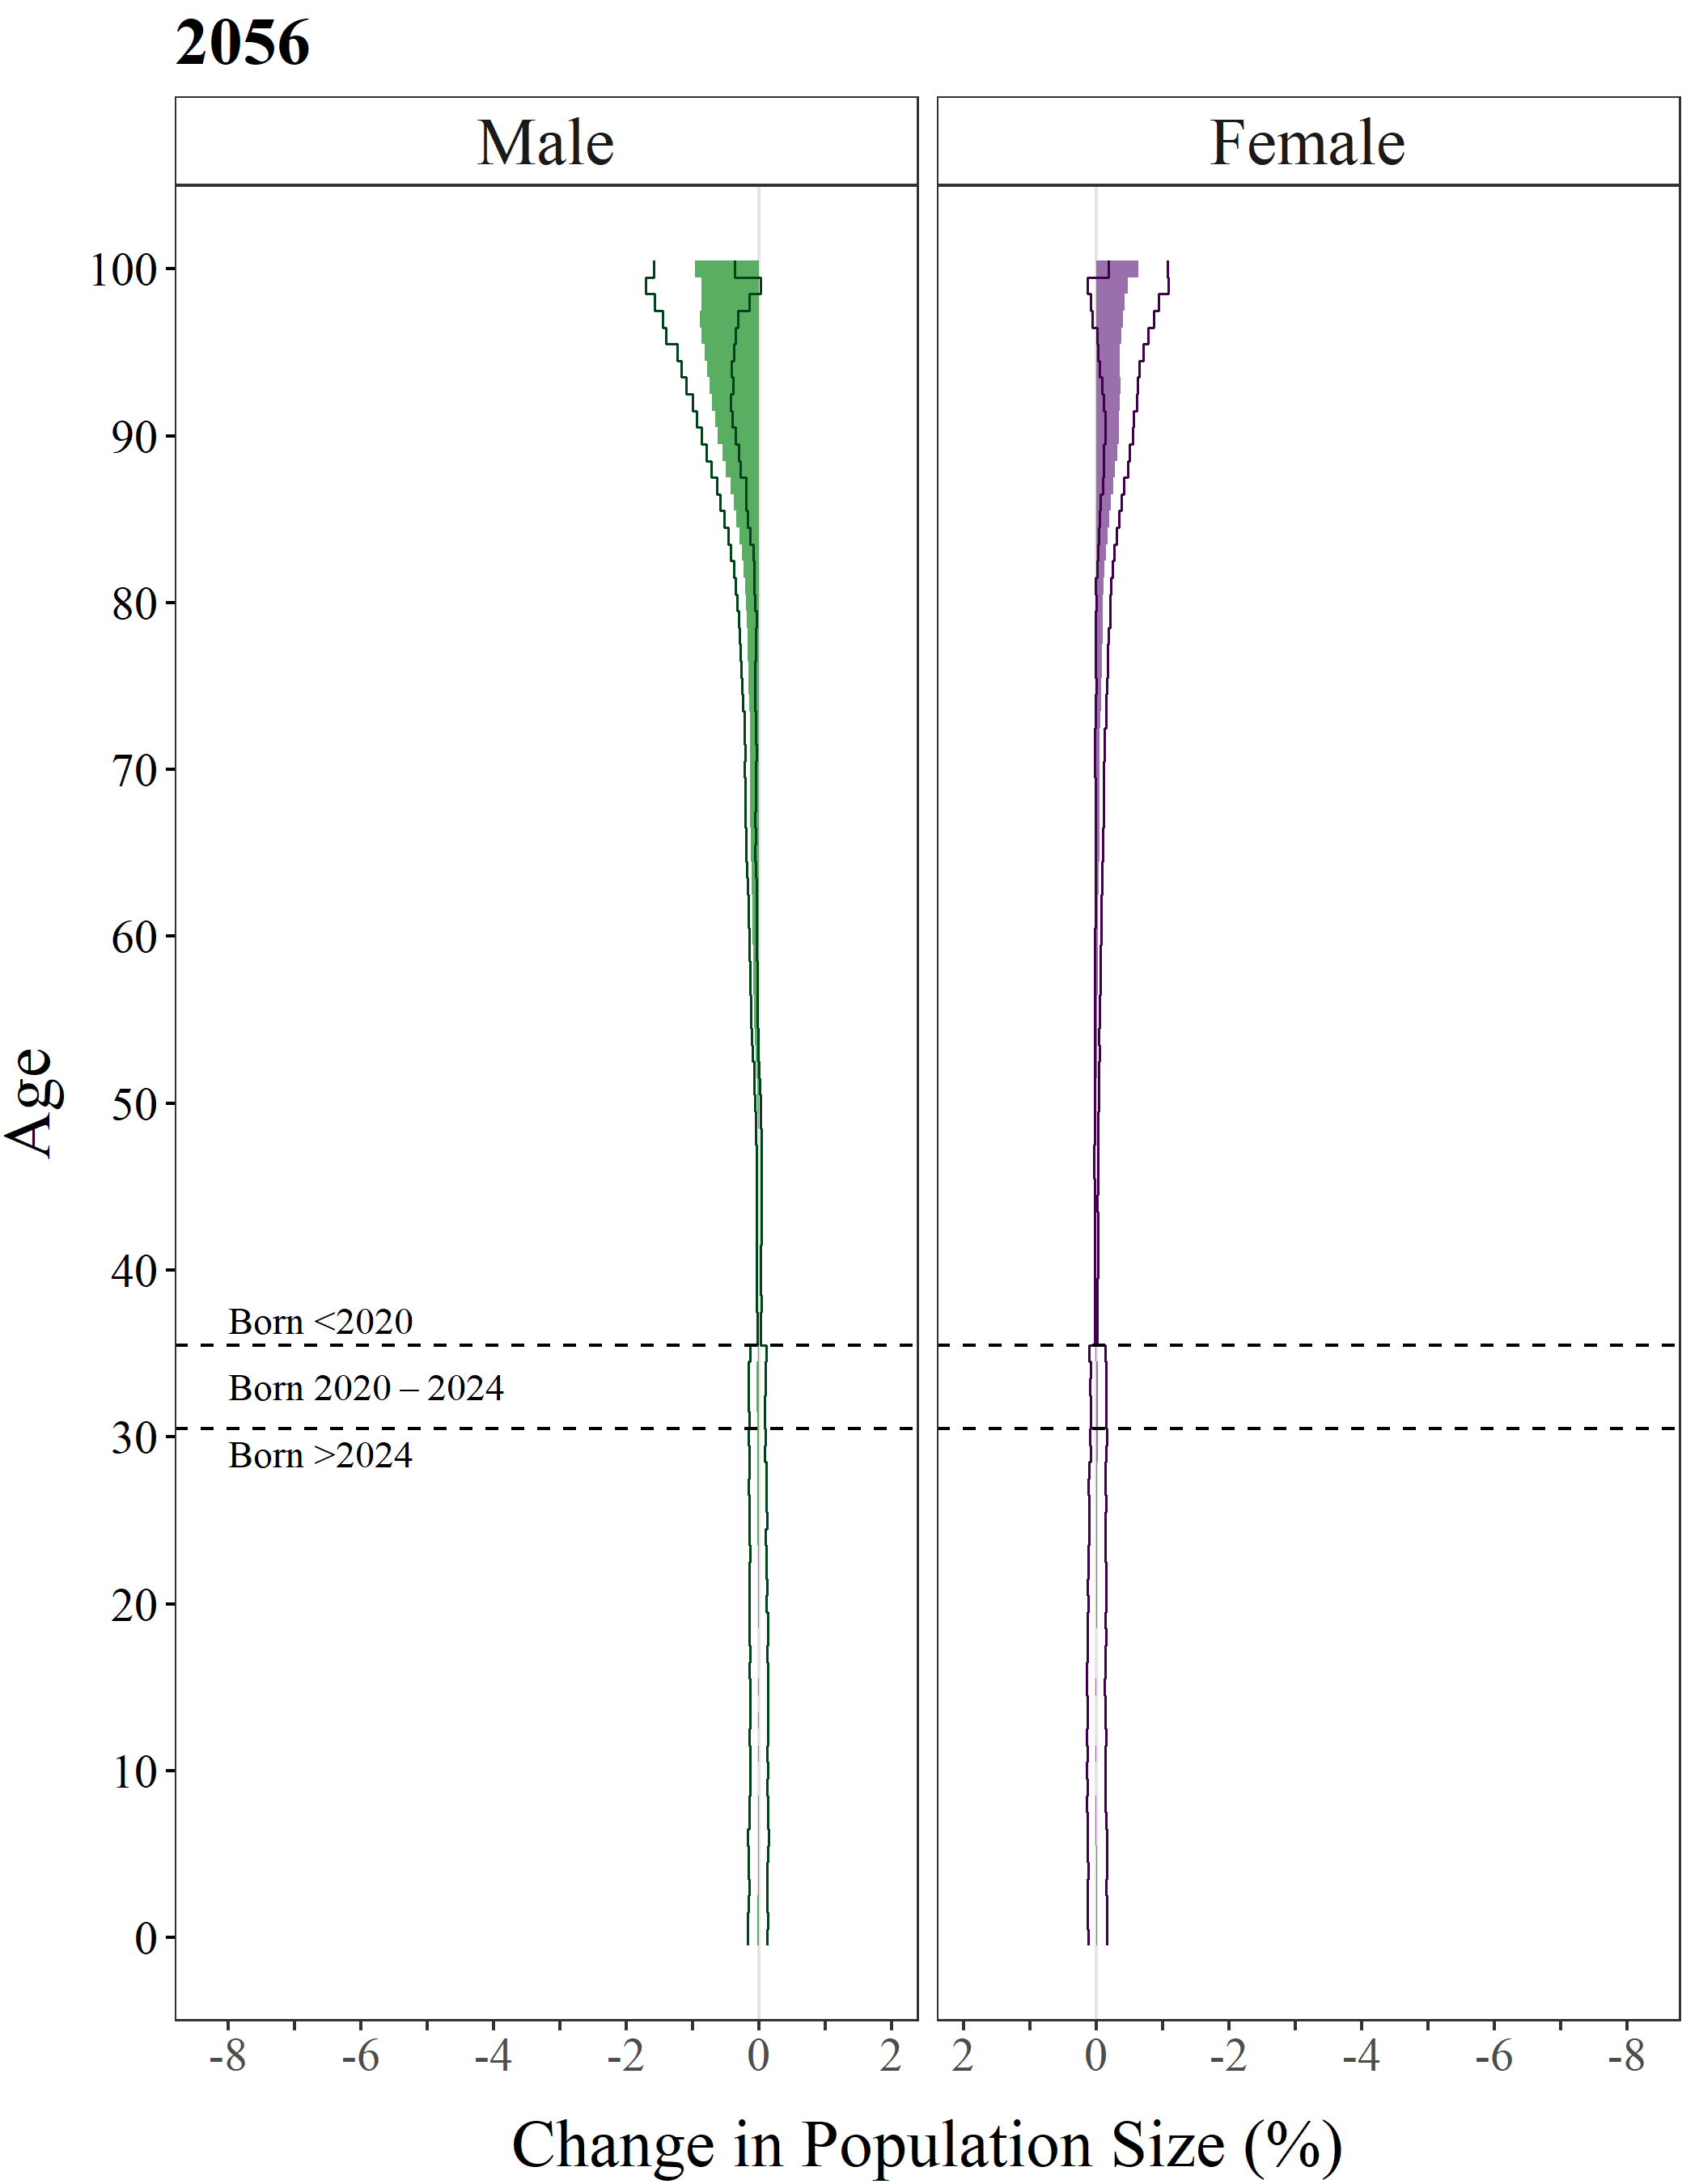 2056
Male
Female
100
90
80
70
60
50
40
30
20
10
0
Age
Born <2020
Born 2020 – 2024
Born >2024
-8 -6 -4 -2 0 2 2 0 -2 -4 -6 -8
Change in Population Size (%)